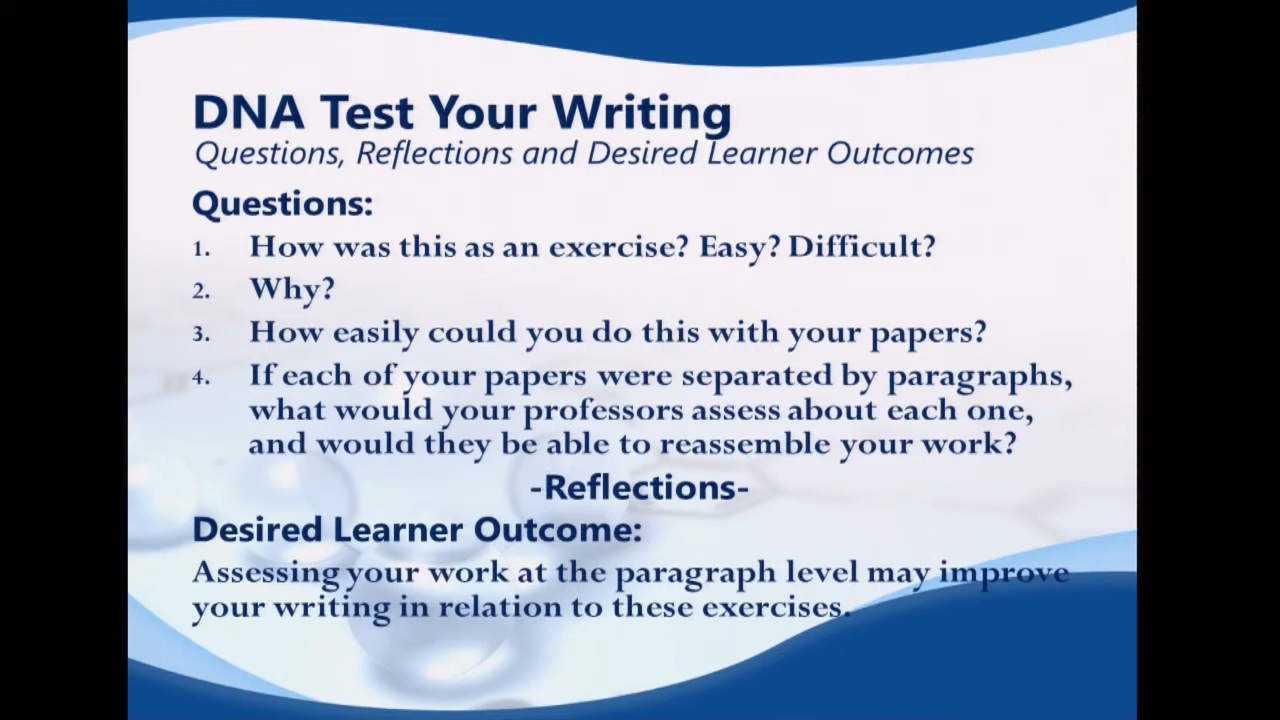 DNA Test Your Writing
Questions, Reflections and Desired Learner Outcomes
Questions:
1. How was this as an exercise? Easy? Difficult?
2. Why?
3. How easily could you do this with your papers?
4. If each of your papers were separated by paragraphs,
what would your professors assess about each one,
and would they be able to reassemble your work?
-Reflections-
Desired Learner Outcome:
Assessing your work at the paragraph level may improve
your writing in relation to these exercises.